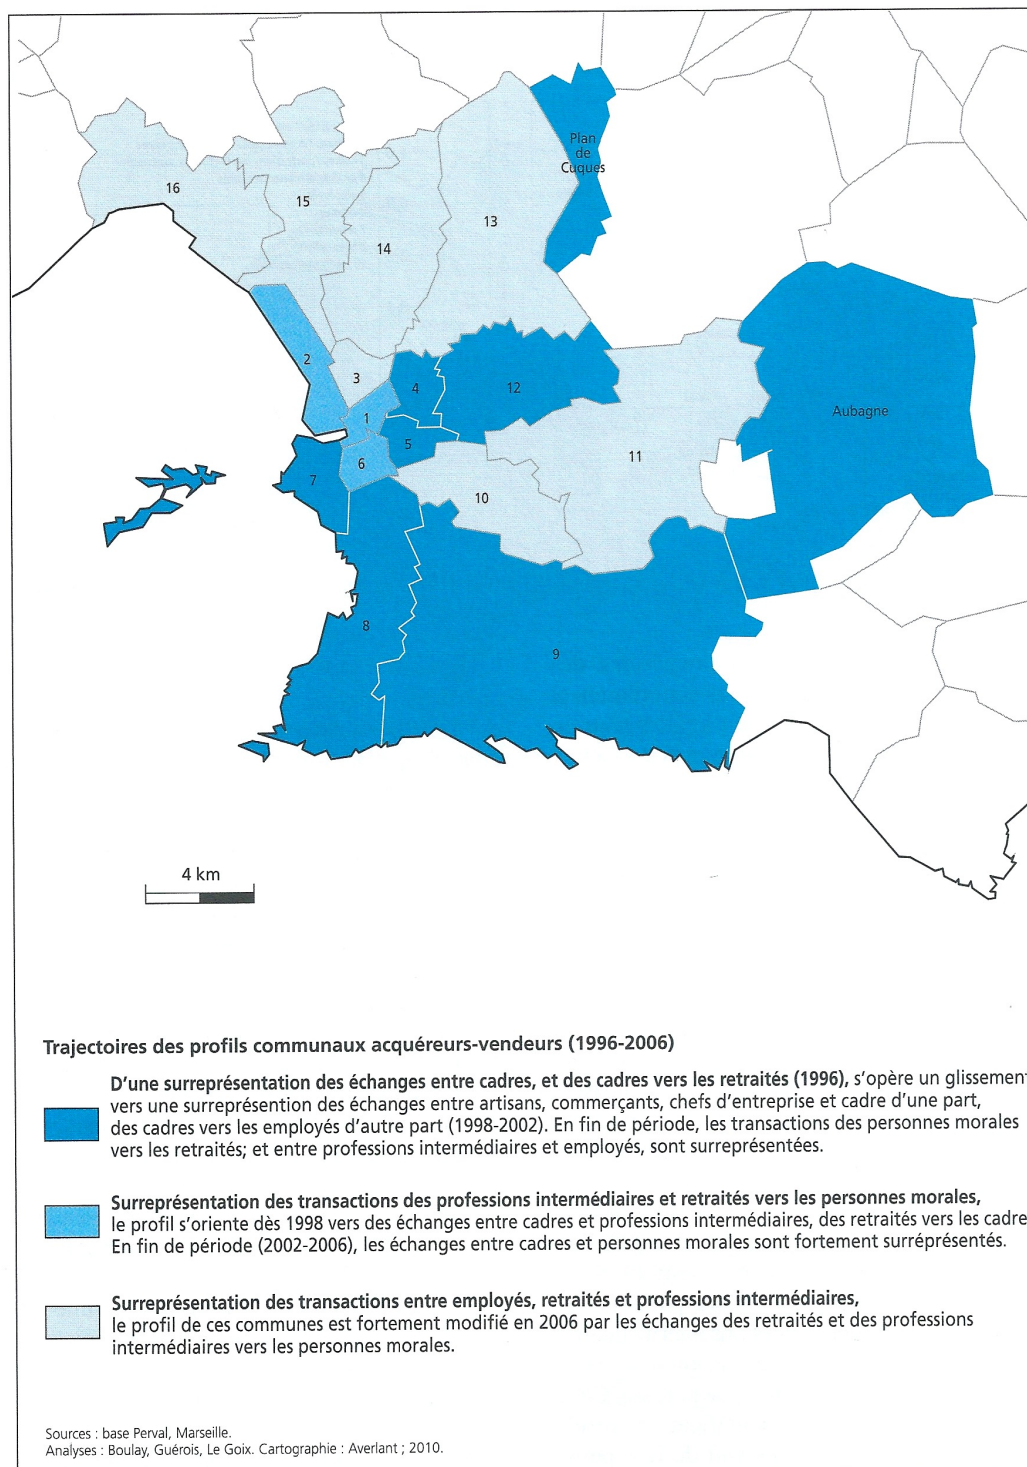 Plan
de
Cuques
16
15
13
14
2
3
4
12
Aubagne
1
5
11
6
7
10
8
9
4 km
Trajectoires des profils communaux acquéreurs-vendeurs (1996-2006)
D'une surreprésentation des échanges entre cadres, et des cadres vers les retraités (1996), s'opère un glissement
vers une surreprésention des échanges entre artisans, commerçants, chefs d'entreprise et cadre d'une part,
des cadres vers les employés d'autre part (1998-2002). En fin de période, les transactions des personnes morales
vers les retraités; et entre professions intermédiaires et employés, sont surreprésentées.
Surreprésentation des transactions des professions intermédiaires et retraités vers les personnes morales,
le profil s'oriente dès 1998 vers des échanges entre cadres et professions intermédiaires, des retraités vers les cadre
En fin de période (2002-2006), les échanges entre cadres et personnes morales sont fortement surréprésentés.
Surreprésentation des transactions entre employés, retraités et professions intermédiaires,
le profil de ces communes est fortement modifié en 2006 par les échanges des retraités et des professions
intermédiaires vers les personnes morales.
Sources : base Perval, Marseille.
Analyses : Boulay, Guérois, Le Goix. Cartographie : Averlant ; 2010.